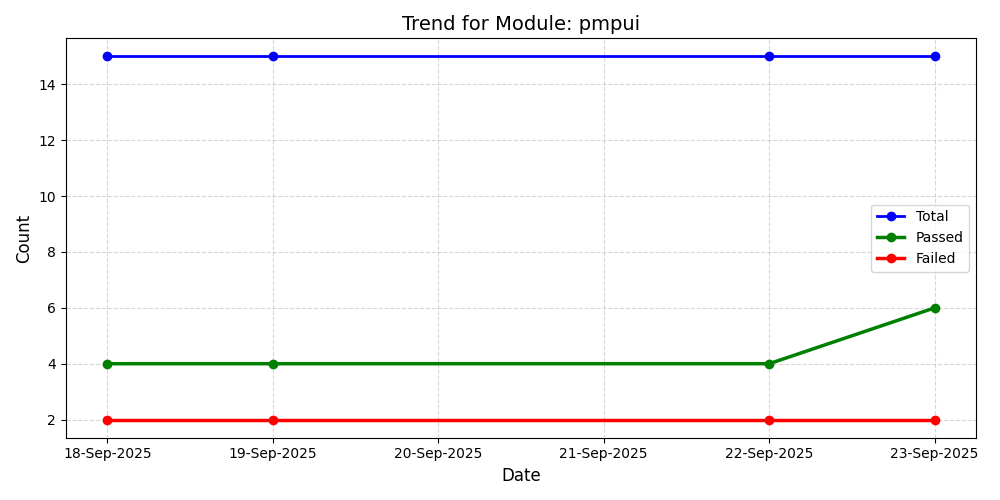 Trend for Module: pmpui
Count
14
12
10
8
6
4
2
Total
Passed
Failed
18-Sep-2025
19-Sep-2025
20-Sep-2025
21-Sep-2025
22-Sep-2025
23-Sep-2025
Date